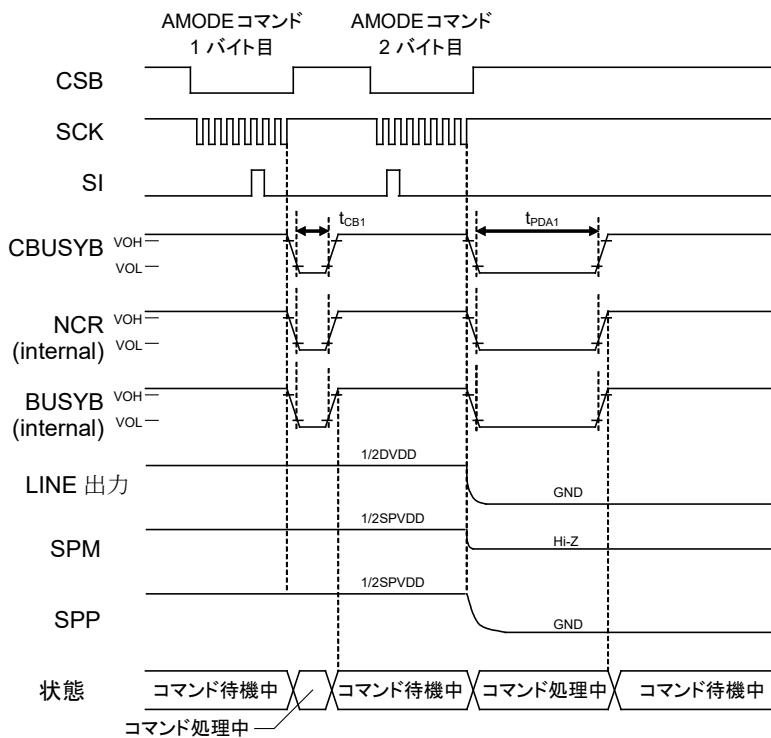 AMODEコマンド
1 バイト目
AMODEコマンド
2 バイト目
CSB
SCK
SI
tCB1
tPDA1
CBUSYB
VOH
VOL
NCR
(internal)
VOH
VOL
BUSYB
(internal)
VOH
VOL
LINE 出力
1/2DVDD
GND
SPM
1/2SPVDD
Hi-Z
SPP
1/2SPVDD
GND
状態
コマンド待機中
コマンド待機中
コマンド処理中
コマンド待機中
コマンド処理中